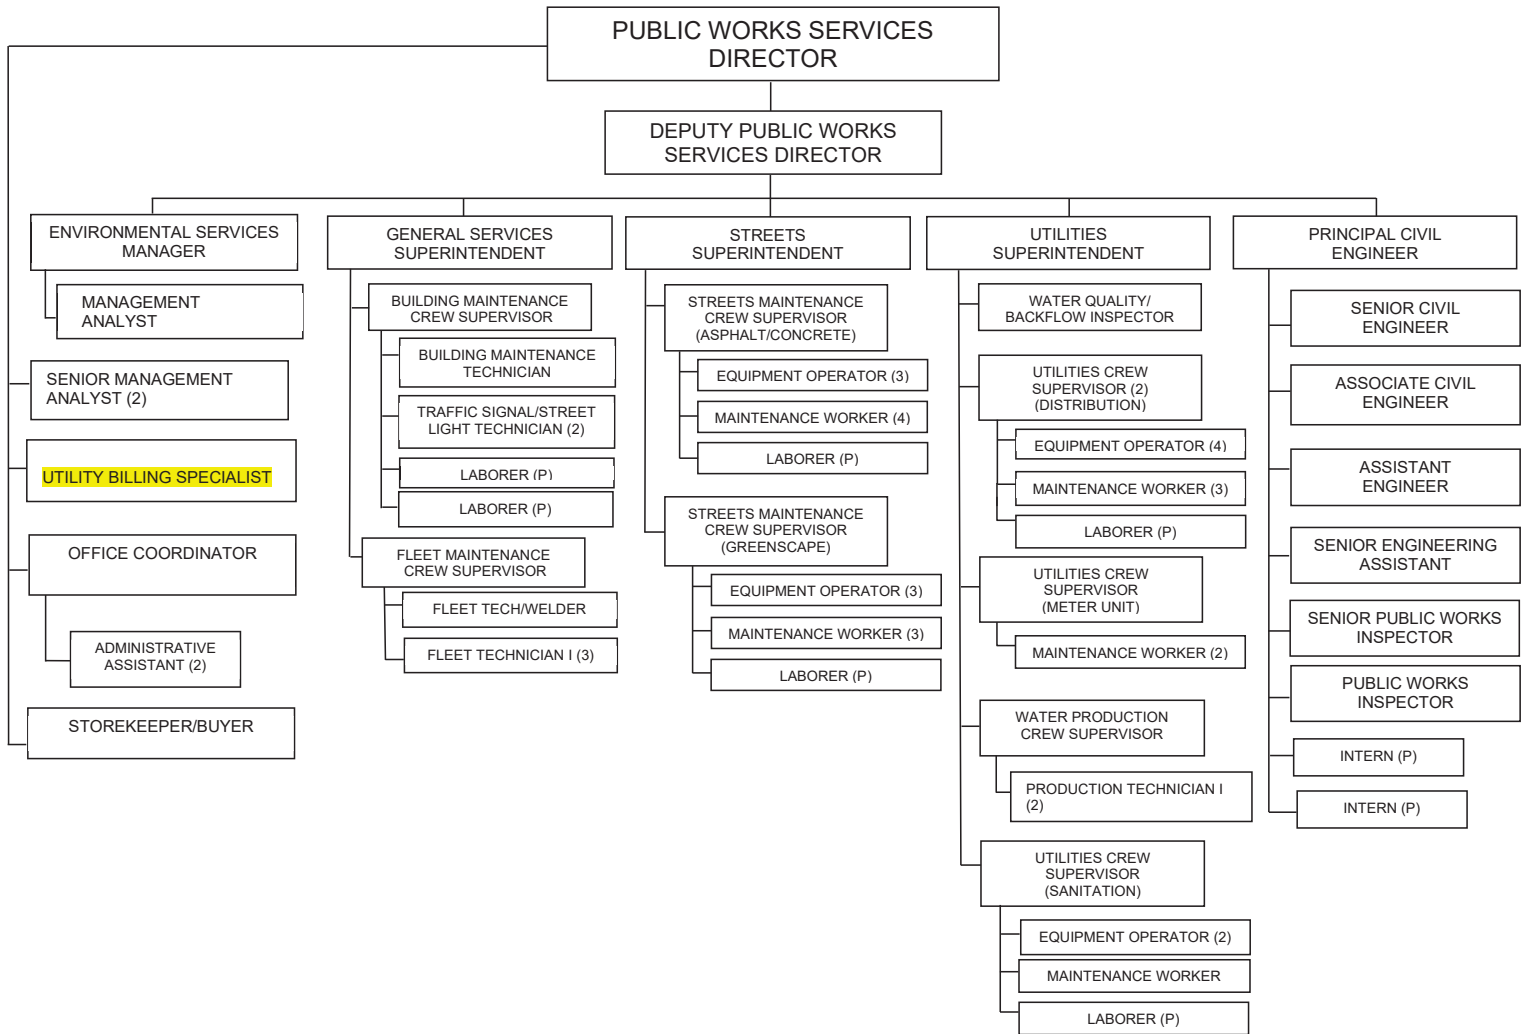 PUBLIC WORKS SERVICES
DIRECTOR
DEPUTY PUBLIC WORKS
SERVICES DIRECTOR
ENVIRONMENTAL SERVICES
MANAGER
MANAGEMENT
ANALYST
SENIOR MANAGEMENT
ANALYST (2)
UTILITY BILLING SPECIALIST
OFFICE COORDINATOR
ADMINISTRATIVE
ASSISTANT (2)
STOREKEEPER/BUYER
GENERAL SERVICES
SUPERINTENDENT
BUILDING MAINTENANCE
CREW SUPERVISOR
BUILDING MAINTENANCE
TECHNICIAN
TRAFFIC SIGNAL/STREET
LIGHT TECHNICIAN (2)
LABORER (P)
LABORER (P)
FLEET MAINTENANCE
CREW SUPERVISOR
FLEET TECH/WELDER
FLEET TECHNICIAN I (3)
STREETS
SUPERINTENDENT
STREETS MAINTENANCE
CREW SUPERVISOR
(ASPHALT/CONCRETE)
EQUIPMENT OPERATOR (3)
MAINTENANCE WORKER (4)
LABORER (P)
STREETS MAINTENANCE
CREW SUPERVISOR
(GREENSCAPE)
EQUIPMENT OPERATOR (3)
MAINTENANCE WORKER (3)
LABORER (P)
UTILITIES
SUPERINTENDENT
WATER QUALITY/
BACKFLOW INSPECTOR
UTILITIES CREW
SUPERVISOR (2)
(DISTRIBUTION)
EQUIPMENT OPERATOR (4)
MAINTENANCE WORKER (3)
LABORER (P)
UTILITIES CREW
SUPERVISOR
(METER UNIT)
MAINTENANCE WORKER (2)
WATER PRODUCTION
CREW SUPERVISOR
PRODUCTION TECHNICIAN I
(2)
UTILITIES CREW
SUPERVISOR
(SANITATION)
EQUIPMENT OPERATOR (2)
MAINTENANCE WORKER
LABORER (P)
PRINCIPAL CIVIL
ENGINEER
SENIOR CIVIL
ENGINEER
ASSOCIATE CIVIL
ENGINEER
ASSISTANT
ENGINEER
SENIOR ENGINEERING
ASSISTANT
SENIOR PUBLIC WORKS
INSPECTOR
PUBLIC WORKS
INSPECTOR
INTERN (P)
INTERN (P)